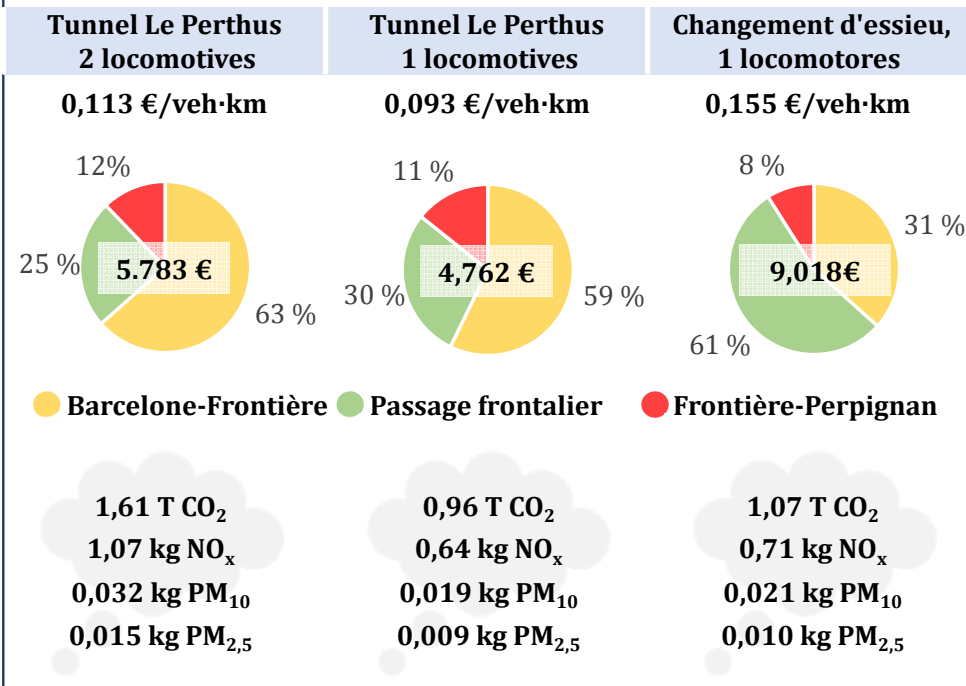 Tunnel Le Perthus
2 locomotives
Tunnel Le Perthus
1 locomotives
Changement d'essieu,
1 locomotores
0,113 €/veh·km
0,093 €/veh·km
0,155 €/veh·km
12%
25 %
5.783 €
63 %
11 %
30 %
4,762 €
59 %
8 %
31 %
9,018€
61 %
Barcelone-Frontière
Passage frontalier
Frontière-Perpignan
1,61 T CO₂
1,07 kg NOₓ
0,032 kg PM₁₀
0,015 kg PM₂,₅
0,96 T CO₂
0,64 kg NOₓ
0,019 kg PM₁₀
0,009 kg PM₂,₅
1,07 T CO₂
0,71 kg NOₓ
0,021 kg PM₁₀
0,010 kg PM₂,₅